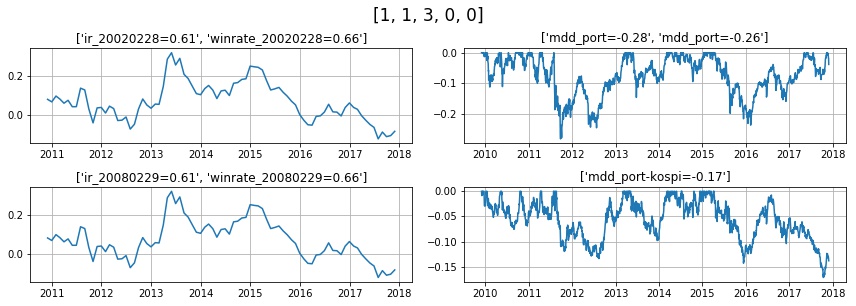 [1, 1, 3, 0, 0]
['ir_20020228=0.61', 'winrate_20020228=0.66']
0.2
0.0
2011 2012 2013 2014 2015 2016 2017 2018
['mdd_port=-0.28', 'mdd_port=-0.26']
0.0
−0.1
−0.2
2010 2011 2012 2013 2014 2015 2016 2017 2018
['ir_20080229=0.61', 'winrate_20080229=0.66']
0.2
0.0
2011 2012 2013 2014 2015 2016 2017 2018
['mdd_port-kospi=-0.17']
0.00
−0.05
−0.10
−0.15
2010 2011 2012 2013 2014 2015 2016 2017 2018